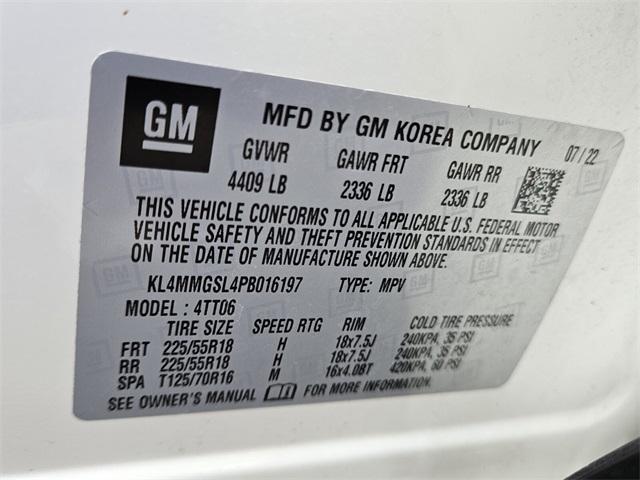 GM
MFD BY GM KOREA COMPANY 07 / 22
GVWR GAWR FRT GAWR RR
4409 LB 2336 LB 2336 LB
THIS VEHICLE CONFORMS TO ALL APPLICABLE U.S. FEDERAL MOTOR
VEHICLE SAFETY AND THEFT PREVENTION STANDARDS IN EFFECT
ON THE DATE OF MANUFACTURE SHOWN ABOVE.
KL4MMGSL4PB016197 TYPE: MPV
MODEL : 4TT06
TIRE SIZE SPEED RTG RIM COLD TIRE PRESSURE
FRT 225/55R18 H 18x7.5J 240KPA, 35 PSI
RR 225/55R18 H 18x7.5J 240KPA, 35 PSI
SPA T125/70R16 M 16x4.0BT 420KPA, 60 PSI
SEE OWNER'S MANUAL FOR MORE INFORMATION.